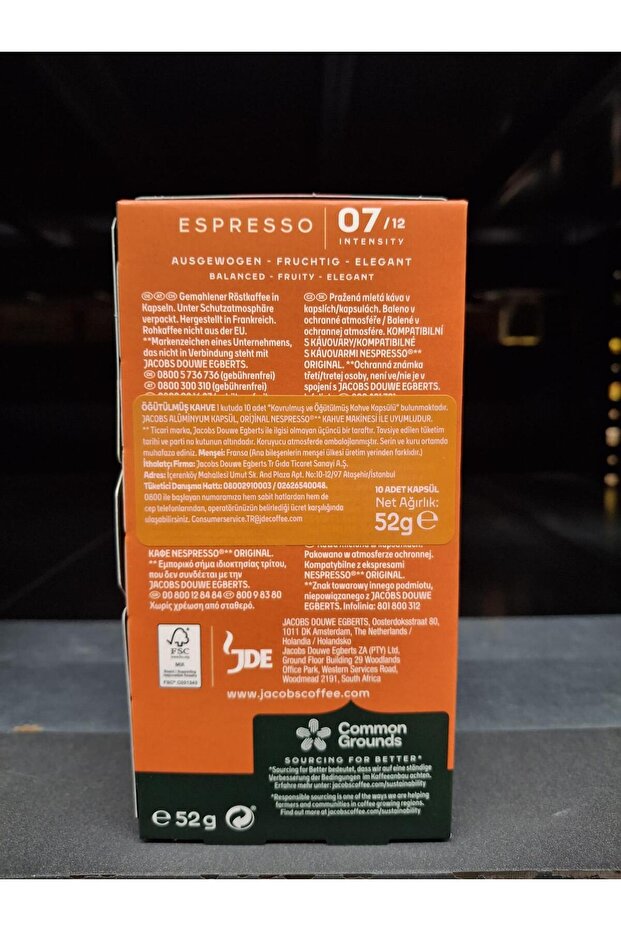 ESPRESSO
07/12
INTENSITY
AUSGEWOGEN - FRUCHTIG - ELEGANT
BALANCED - FRUITY - ELEGANT
Gemahlener Röstkaffee in
Kapseln. Unter Schutzatmosphäre
verpackt. Hergestellt in Frankreich.
Rohkaffee nicht aus der EU.
**Markenzeichen eines Unternehmens,
das nicht in Verbindung steht mit
JACOBS DOUWE EGBERTS.
0800 5 736 736 (gebührenfrei)
0800 300 310 (gebührenfrei)
Pražená mletá káva v
kapslích/kapsulách. Baleno v
ochranné atmosféře / Balené v
ochrannej atmosfére. KOMPATIBILNÍ
S KÁVOVARY/KOMPATIBILNÉ
S KÁVOVARMI NESPRESSO®**
ORIGINAL. **Ochranná známka
třetí/tretej osoby, není ve/nie je v
spojení s JACOBS DOUWE EGBERTS.
ÖĞÜTÜLMÜŞ KAHVE 1 kutuda 10 adet "Kavrulmuş ve Öğütülmüş Kahve Kapsülü" bulunmaktadır.
JACOBS ALÜMİNYUM KAPSÜL, ORİJİNAL NESPRESSO®** KAHVE MAKİNESİ İLE UYUMLUDUR.
** Ticari marka, Jacobs Douwe Egberts ile ilgisi olmayan üçüncü bir taraftır. Tavsiye edilen tüketim
tarihi ve parti no kutunun altındadır. Koruyucu atmosferde ambalajlanmıştır. Serin ve kuru ortamda
muhafaza ediniz. Menşei: Fransa (Ana bileşenlerin menşei ülkesi üretim yerinden farklıdır.)
İthalatçı Firma: Jacobs Douwe Egberts Tr Gıda Ticaret Sanayi A.Ş.
Adres: İçerenköy Mahallesi Umut Sk. And Plaza Apt. No:10-12/97 Ataşehir/İstanbul
Tüketici Danışma Hattı: 08002910003 / 02626540048.
0800 ile başlayan numaramıza hem sabit hatlardan hem de
cep telefonlarından, operatörünüzün belirlediği ücret karşılığında
ulaşabilirsiniz. Consumerservice.TR@jdecoffee.com
10 ADET KAPSÜL
Net Ağırlık:
52g e
ΚΑΦΕ NESPRESSO®** ORIGINAL.
** Εμπορικό σήμα ιδιοκτησίας τρίτου,
που δεν συνδέεται με την
JACOBS DOUWE EGBERTS.
00 800 12 84 84 800 9 83 80
Χωρίς χρέωση από σταθερό.
Pakowano w atmosferze ochronnej.
Kompatybilne z ekspresami
NESPRESSO®** ORIGINAL.
**Znak towarowy innego podmiotu,
niepowiązanego z JACOBS DOUWE
EGBERTS. Infolinia: 801 800 312
FSC
MIX
JDE
JACOBS DOUWE EGBERTS, Oosterdoksstraat 80,
1011 DK Amsterdam, The Netherlands /
Holandia / Holandsko
Jacobs Douwe Egberts ZA (PTY) Ltd.
Ground Floor Building 29 Woodlands
Office Park, Western Services Road,
Woodmead 2191, South Africa
www.jacobscoffee.com
Common
Grounds
SOURCING FOR BETTER*
*Sourcing for Better bedeutet, dass wir auf eine ständige
Verbesserung der Bedingungen im Kaffeeanbau achten.
Erfahre mehr unter: jacobscoffee.com/sustainability
*Responsible sourcing is one of the ways we are helping
farmers and communities in coffee growing regions.
Find out more at jacobscoffee.com/sustainability
e 52 g